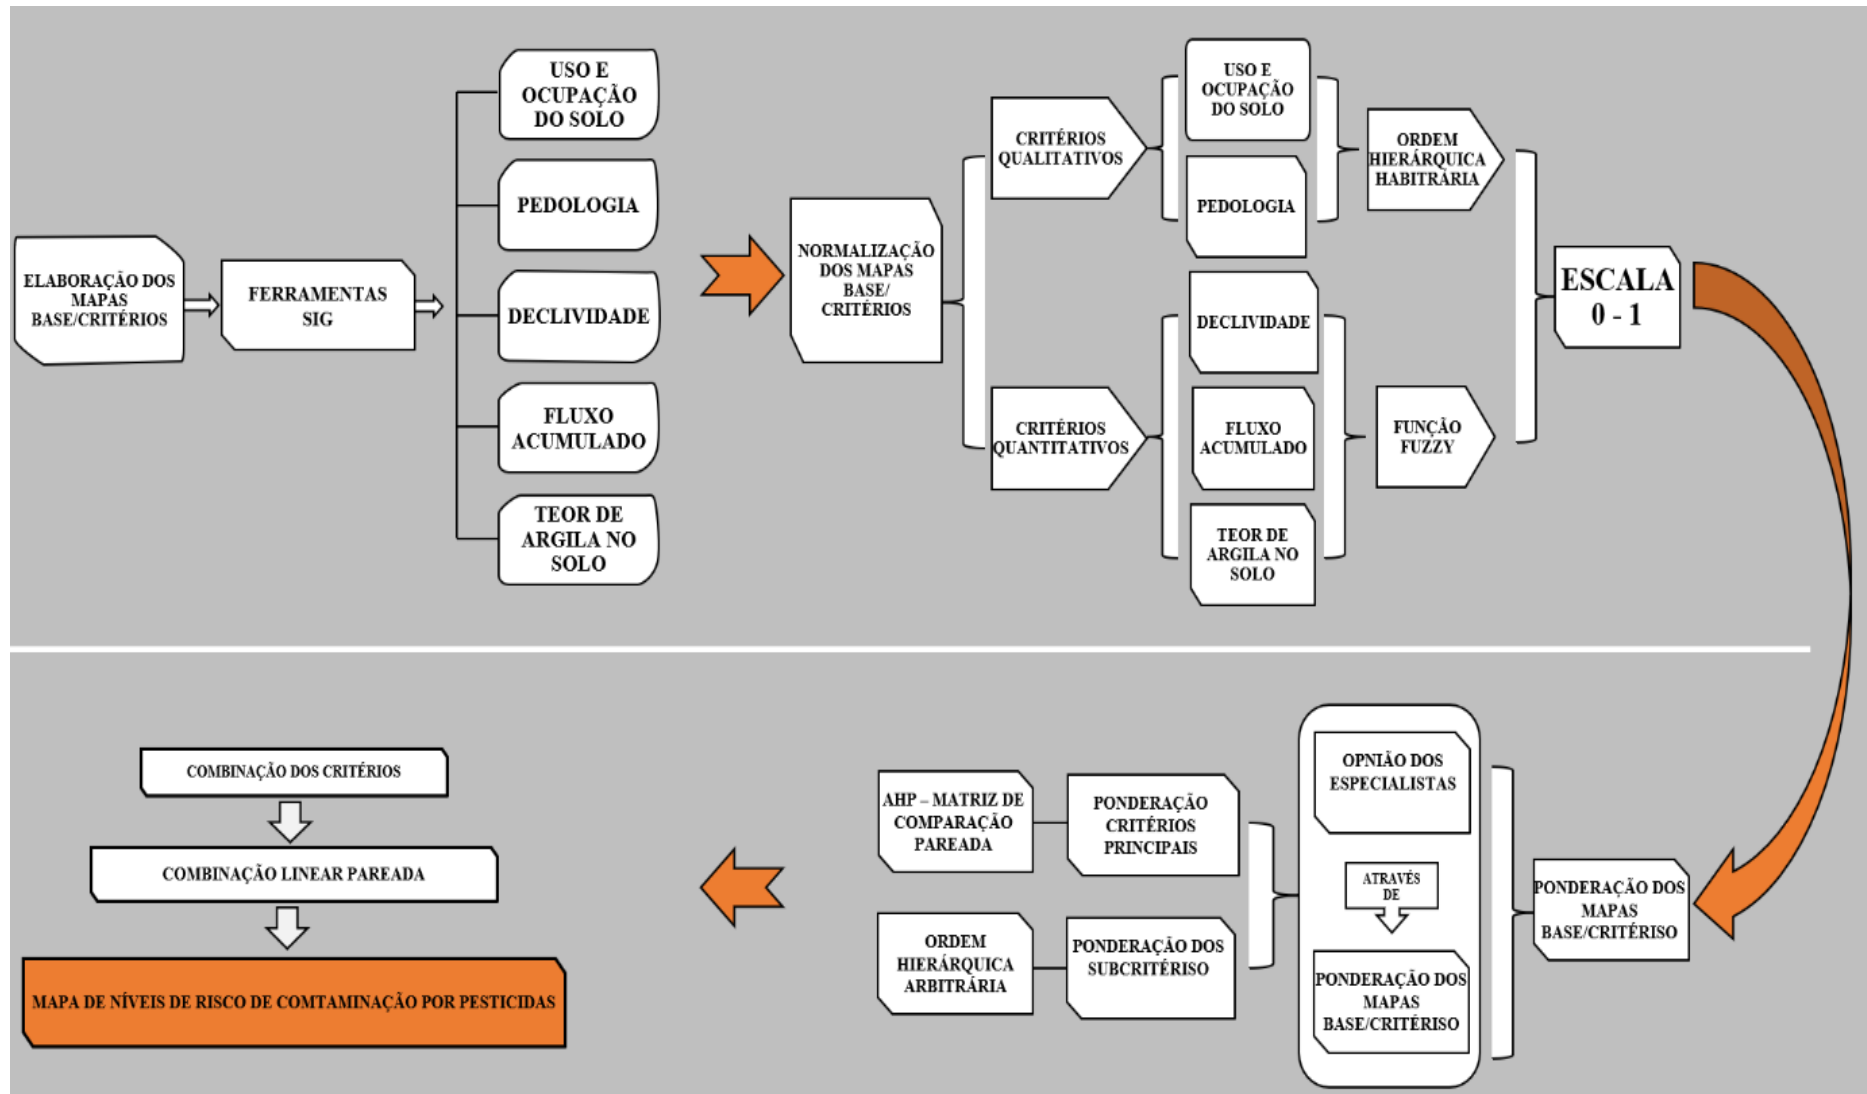 ELABORAÇÃO DOS
MAPAS
BASE/CRITÉRIOS
FERRAMENTAS
SIG
USO E
OCUPAÇÃO
DO SOLO
PEDOLOGIA
DECLIVIDADE
FLUXO
ACUMULADO
TEOR DE
ARGILA NO
SOLO
NORMALIZAÇÃO
DOS MAPAS
BASE/
CRITÉRIOS
CRITÉRIOS
QUALITATIVOS
USO E
OCUPAÇÃO
DO SOLO
PEDOLOGIA
ORDEM
HIERÁRQUICA
HABITRÁRIA
CRITÉRIOS
QUANTITATIVOS
DECLIVIDADE
FLUXO
ACUMULADO
TEOR DE
ARGILA NO
SOLO
FUNÇÃO
FUZZY
ESCALA
0 - 1
PONDERAÇÃO DOS
MAPAS
BASE/CRITÉRISO
OPNIÃO DOS
ESPECIALISTAS
ATRAVÉS
DE
PONDERAÇÃO DOS
MAPAS
BASE/CRITÉRISO
PONDERAÇÃO
CRITÉRIOS
PRINCIPAIS
AHP – MATRIZ DE
COMPARAÇÃO
PAREADA
PONDERAÇÃO DOS
SUBCRITÉRISO
ORDEM
HIERÁRQUICA
ARBITRÁRIA
COMBINAÇÃO DOS CRITÉRIOS
COMBINAÇÃO LINEAR PAREADA
MAPA DE NÍVEIS DE RISCO DE COMTAMINAÇÃO POR PESTICIDAS